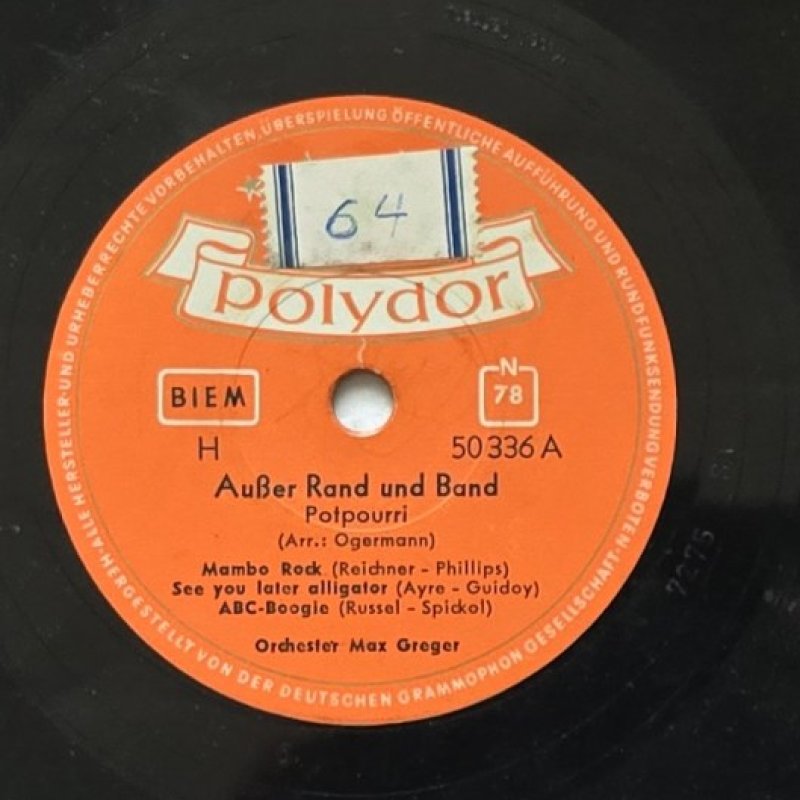 64
polydor
BIEM
N
78
H
50336 A
Außer Rand und Band
Potpourri
(Arr.: Ogermann)
Mambo Rock (Reichner - Phillips)
See you later alligator (Ayre - Guidoy)
ABC-Boogie (Russel - Spickol)
Orchester Max Greger
ALLE HERSTELLER- UND URHEBERRECHTE VORBEHALTEN, ÜBERSPIELUNG ÖFFENTLICHE AUFFÜHRUNG UND RUNDFUNKSENDUNG VERBOTEN·
HERGESTELLT VON DER DEUTSCHEN GRAMMOPHON GESELLSCHAFT·